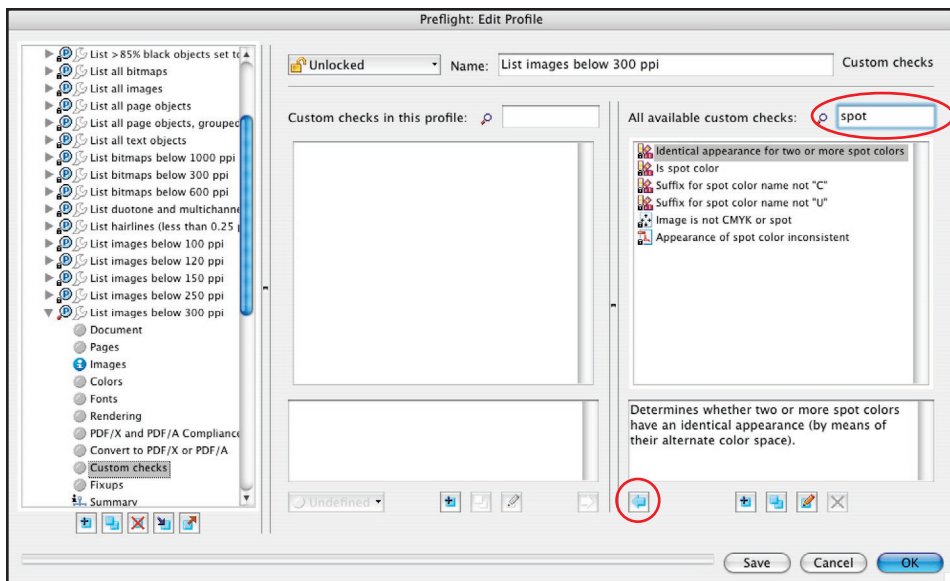 Preflight: Edit Profile
List >85% black objects set to
List all bitmaps
List all images
List all page objects
List all page objects, grouped
List all text objects
List bitmaps below 1000 ppi
List bitmaps below 300 ppi
List bitmaps below 600 ppi
List duotone and multichanne
List hairlines (less than 0.25
List images below 100 ppi
List images below 120 ppi
List images below 150 ppi
List images below 250 ppi
List images below 300 ppi
Document
Pages
Images
Colors
Fonts
Rendering
PDF/X and PDF/A Compliance
Convert to PDF/X or PDF/A
Custom checks
Fixups
Summary
Unlocked
Name: List images below 300 ppi
Custom checks
Custom checks in this profile:
Undefined
All available custom checks: spot
Identical appearance for two or more spot colors
Is spot color
Suffix for spot color name not "C"
Suffix for spot color name not "U"
Image is not CMYK or spot
Appearance of spot color inconsistent
Determines whether two or more spot colors
have an identical appearance (by means of
their alternate color space).
Save
Cancel
OK